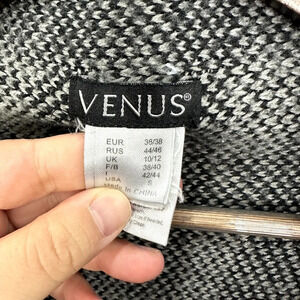 VENUS®
EUR 36/38
RUS 44/46
UK 10/12
F/B 38/40
I 42/44
USA S
Made in CHINA